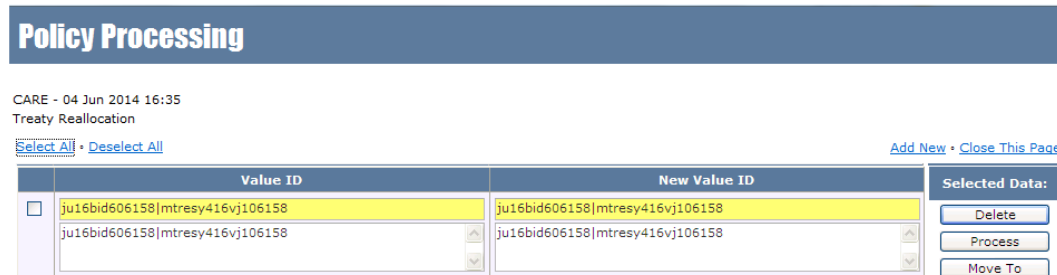 Policy Processing
CARE - 04 Jun 2014 16:35
Treaty Reallocation
Select All • Deselect All
Add New • Close This Page
Value ID
New Value ID
Selected Data:
ju16bid606158|mtresy416vj106158
ju16bid606158|mtresy416vj106158
Delete
ju16bid606158|mtresy416vj106158
ju16bid606158|mtresy416vj106158
Process
Move To